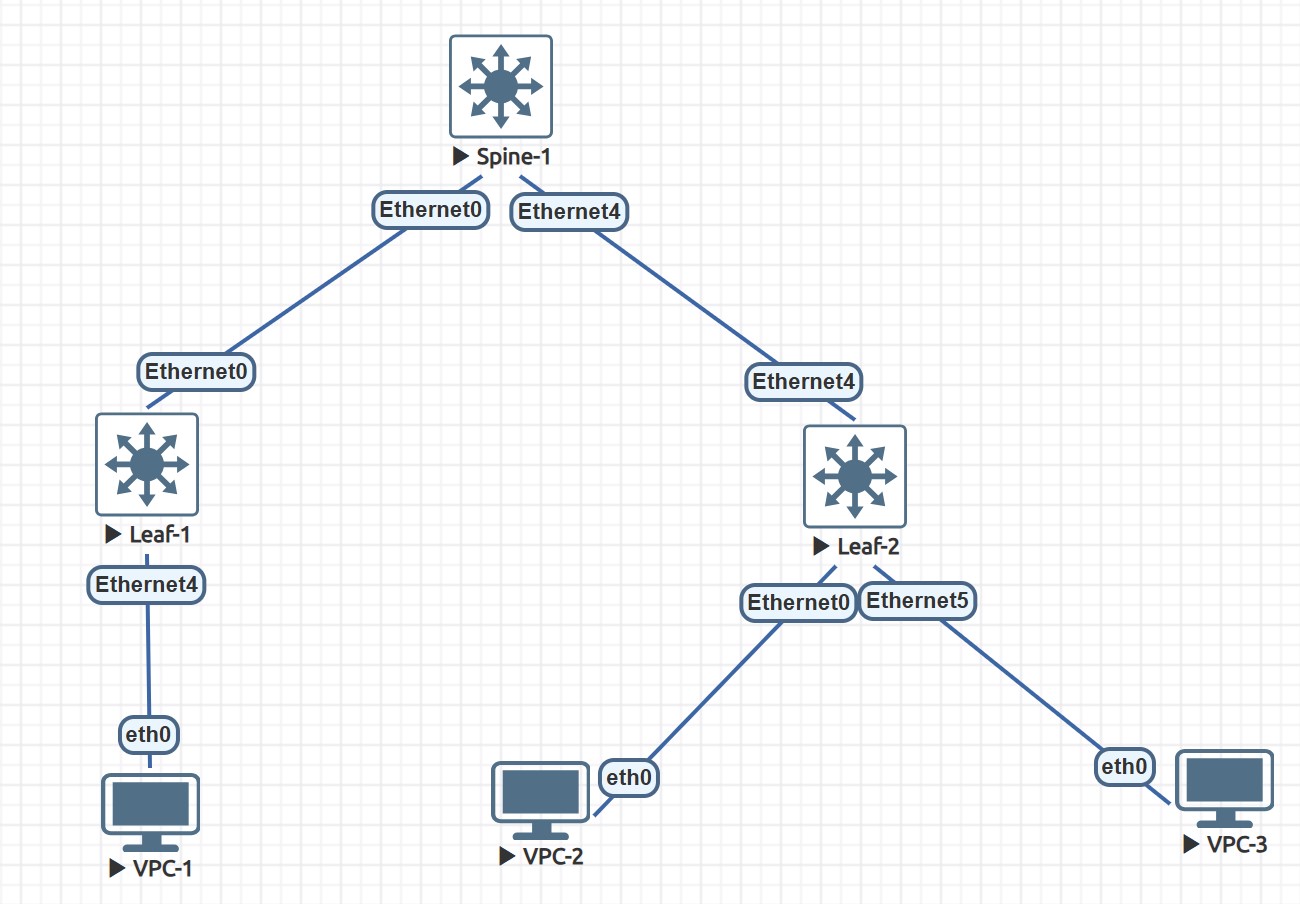 Spine-1
Ethernet0
Ethernet4
Ethernet0
Ethernet4
Leaf-1
Leaf-2
Ethernet4
Ethernet0
Ethernet5
eth0
eth0
eth0
VPC-1
VPC-2
VPC-3